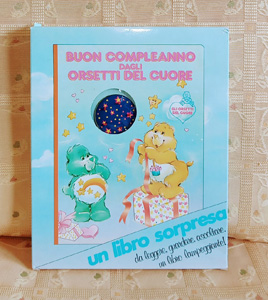 BUON COMPLEANNO
DAGLI
ORSETTI DEL CUORE
un libro sorpresa
da leggere, guardare, ascoltare.
un libro lampeggiante!